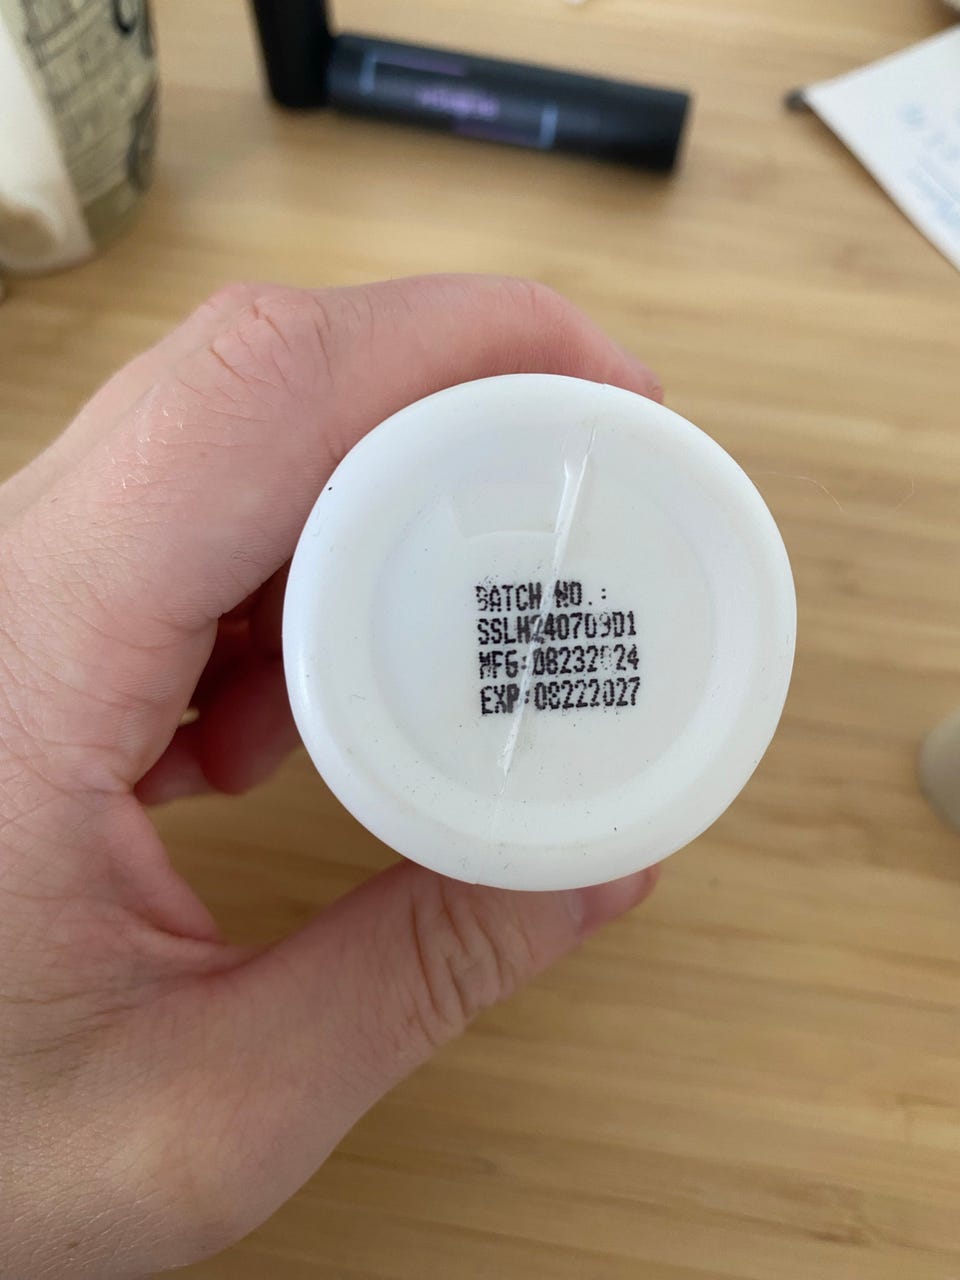 BATCH NO.:
SSLH240709D1
MFG:08232024
EXP:08222027